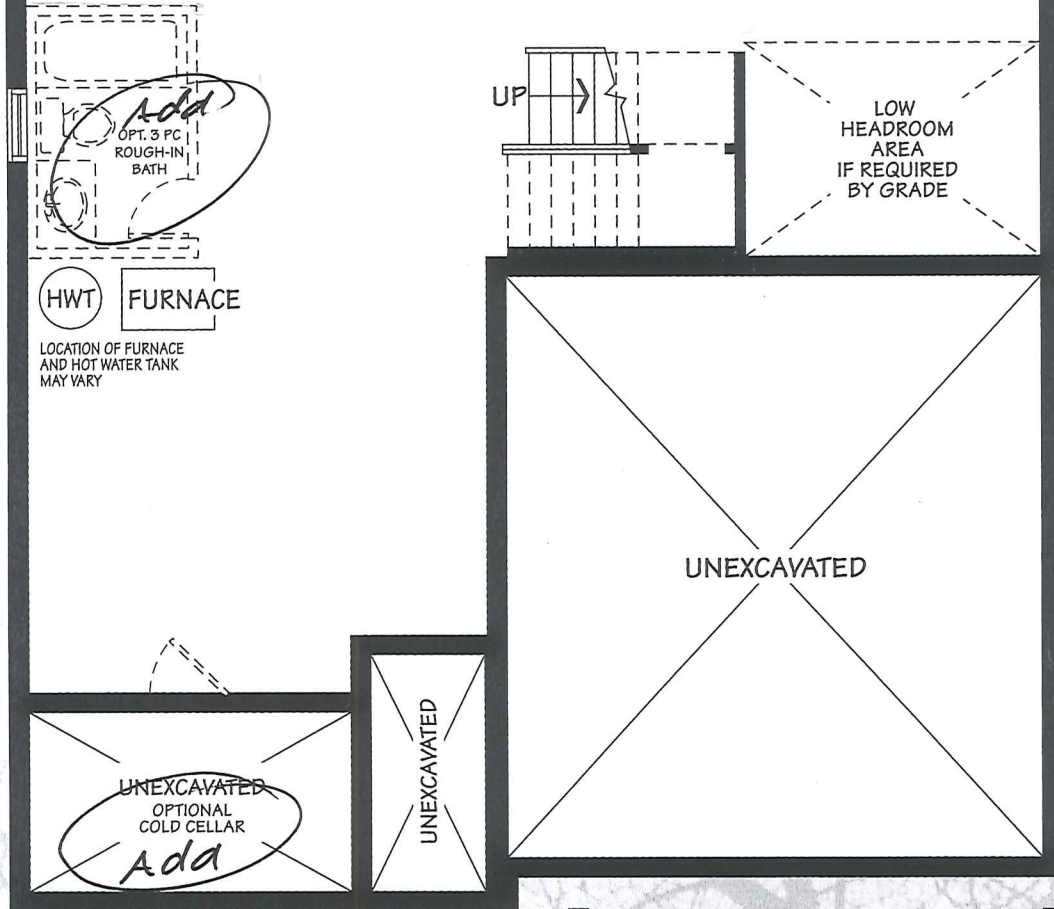 Add
OPT. 3 PC
ROUGH-IN
BATH
UP
LOW
HEADROOM
AREA
IF REQUIRED
BY GRADE
HWT
FURNACE
LOCATION OF FURNACE
AND HOT WATER TANK
MAY VARY
UNEXCAVATED
UNEXCAVATED
UNEXCAVATED
OPTIONAL
COLD CELLAR
Add